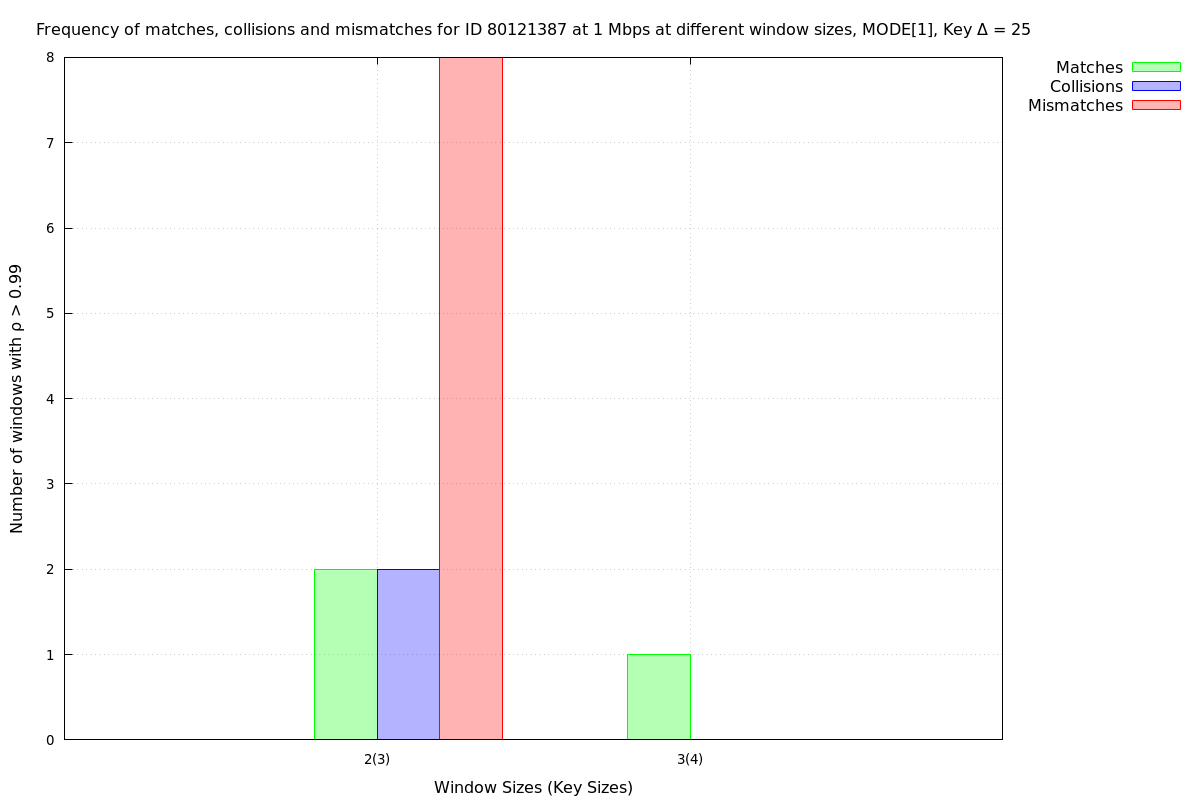 Frequency of matches, collisions and mismatches for ID 80121387 at 1 Mbps at different window sizes, MODE[1], Key Δ = 25
Matches
Collisions
Mismatches
Number of windows with ρ > 0.99
8
7
6
5
4
3
2
1
0
2(3)
3(4)
Window Sizes (Key Sizes)